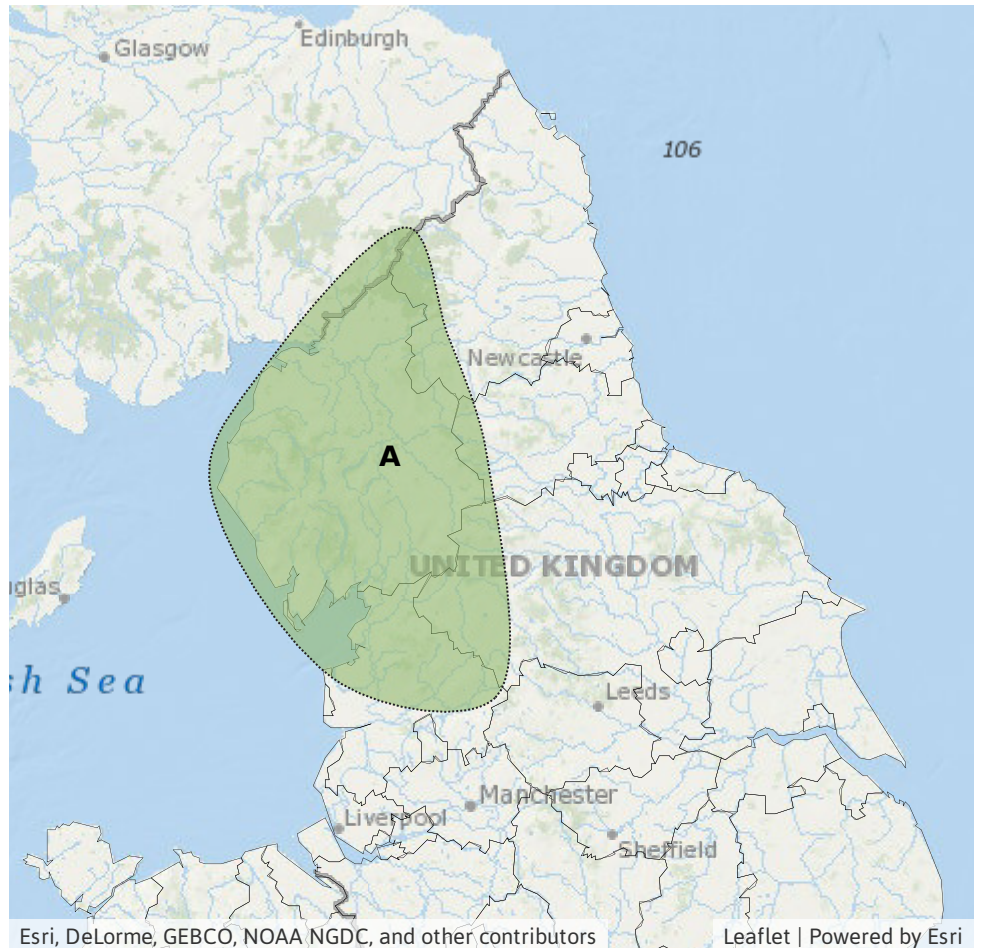 Glasgow
Edinburgh
106
Newcastle
A
UNITED KINGDOM
uglas
sh Sea
Leeds
Manchester
Liverpool
Sheffield
Esri, DeLorme, GEBCO, NOAA NGDC, and other contributors
Leaflet | Powered by Esri